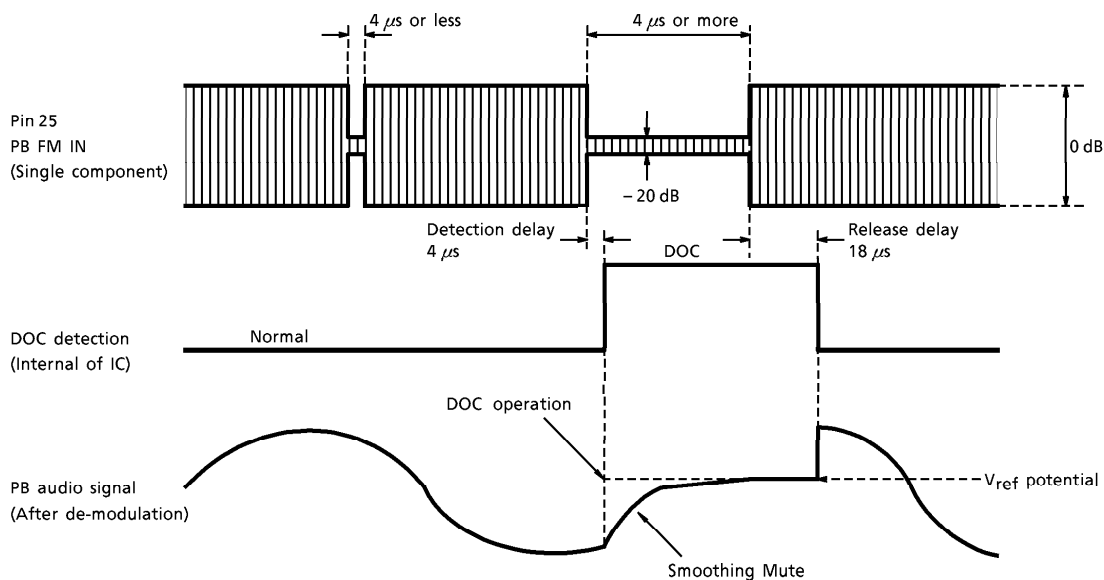 4 μs or less
4 μs or more
Pin 25
PB FM IN
(Single component)
0 dB
– 20 dB
Detection delay
4 μs
DOC
Release delay
18 μs
DOC detection
(Internal of IC)
Normal
DOC operation
PB audio signal
(After de-modulation)
Vref potential
Smoothing Mute